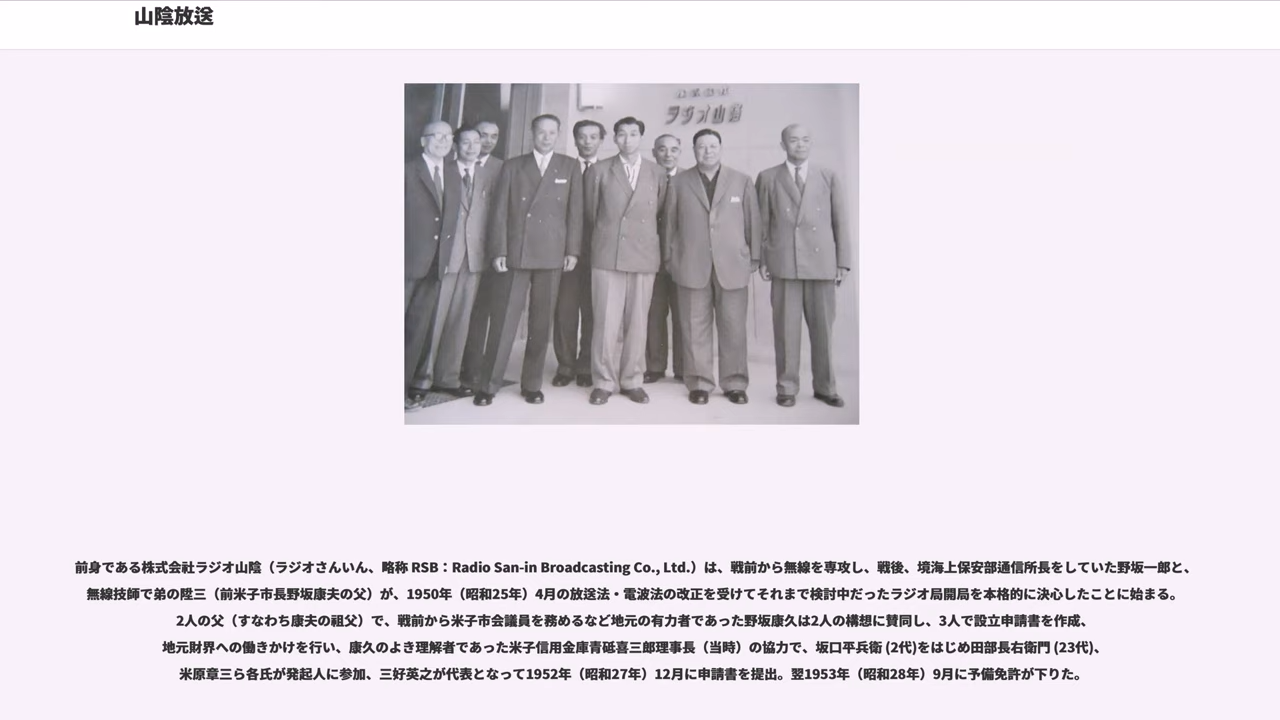 山陰放送
ラジオ山陰
前身である株式会社ラジオ山陰（ラジオさんいん、略称 RSB：Radio San-in Broadcasting Co., Ltd.）は、戦前から無線を専攻し、戦後、境海上保安部通信所長をしていた野坂一郎と、
無線技師で弟の陞三（前米子市長野坂康夫の父）が、1950年（昭和25年）4月の放送法・電波法の改正を受けてそれまで検討中だったラジオ局開局を本格的に決心したことに始まる。
2人の父（すなわち康夫の祖父）で、戦前から米子市会議員を務めるなど地元の有力者であった野坂康久は2人の構想に賛同し、3人で設立申請書を作成、
地元財界への働きかけを行い、康久のよき理解者であった米子信用金庫青砥喜三郎理事長（当時）の協力で、坂口平兵衛 (2代)をはじめ田部長右衛門 (23代)、
米原章三ら各氏が発起人に参加、三好英之が代表となって1952年（昭和27年）12月に申請書を提出。翌1953年（昭和28年）9月に予備免許が下りた。